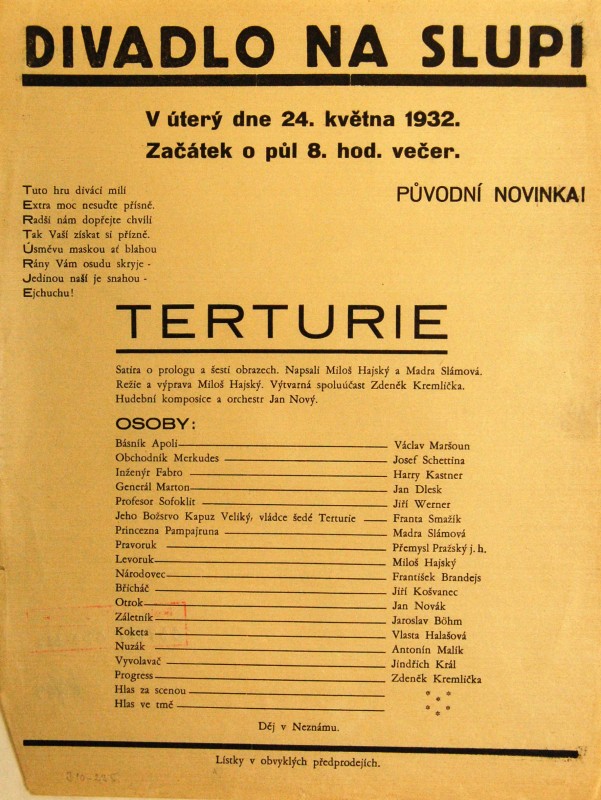 DIVADLO NA SLUPI
V úterý dne 24. května 1932.
Začátek o půl 8. hod. večer.
PŮVODNÍ NOVINKA!
Tuto hru diváci milí
Extra moc nesuďte přísně.
Radši nám dopřejte chvíli
Tak Vaší získat si přízně.
Úsměvu maskou ať blahou
Rány Vám osudu skryje -
Jedinou naší je snahou -
Ejchuchu!
TERTURIE
Satira o prologu a šesti obrazech. Napsali Miloš Hajský a Madra Slámová.
Režie a výprava Miloš Hajský. Výtvarná spoluúčast Zdeněk Kremlička.
Hudební komposice a orchestr Jan Nový.
OSOBY:
Básník Apoli Václav Maršoun
Obchodník Merkudes Josef Schettina
Inženýr Fabro Harry Kastner
Generál Marton Jan Dlesk
Profesor Sofoklit Jiří Werner
Jeho Božstvo Kapuz Veliký, vládce šedé Terturie Franta Smažík
Princezna Pampajruna Madra Slámová
Pravoruk Přemysl Pražský j. h.
Levoruk Miloš Hajský
Národovec František Brandejs
Břicháč Jiří Košvanec
Otrok Jan Novák
Záletník Jaroslav Böhm
Koketa Vlasta Halašová
Nuzák Antonín Malík
Vyvolavač Jindřich Král
Progress Zdeněk Kremlička
Hlas za scenou * * *
Hlas ve tmě * *
Děj v Neznámu.
Lístky v obvyklých předprodejích.